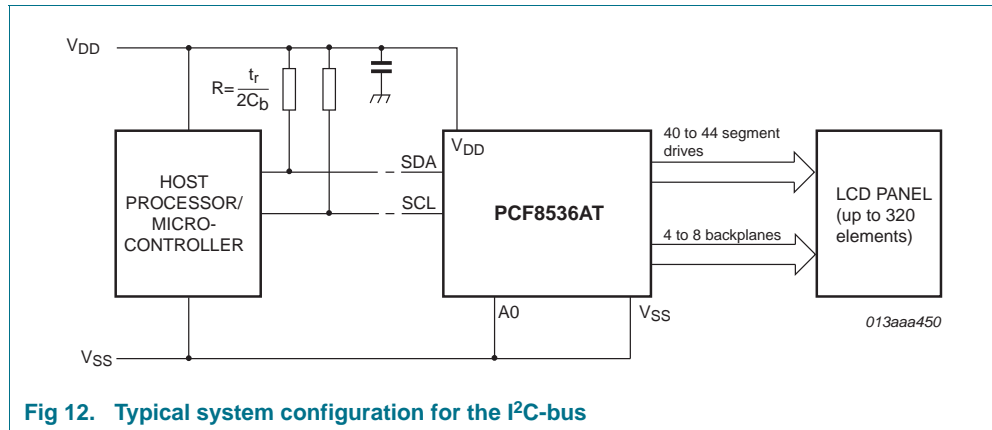 VDD
R= tr
2Cb
HOST
PROCESSOR/
MICRO-
CONTROLLER
SDA
SCL
VDD
PCF8536AT
A0
VSS
40 to 44 segment
drives
4 to 8 backplanes
LCD PANEL
(up to 320
elements)
013aaa450
VSS
Fig 12. Typical system configuration for the I²C-bus